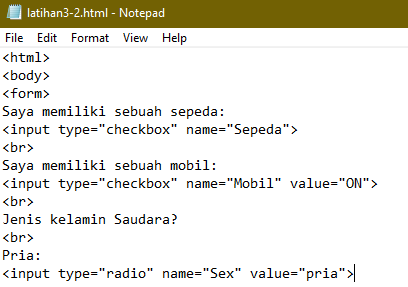 latihan3-2.html - Notepad
File Edit Format View Help
<html>
<body>
<form>
Saya memiliki sebuah sepeda:
<input type="checkbox" name="Sepeda">
<br>
Saya memiliki sebuah mobil:
<input type="checkbox" name="Mobil" value="ON">
<br>
Jenis kelamin Saudara?
<br>
Pria:
<input type="radio" name="Sex" value="pria">